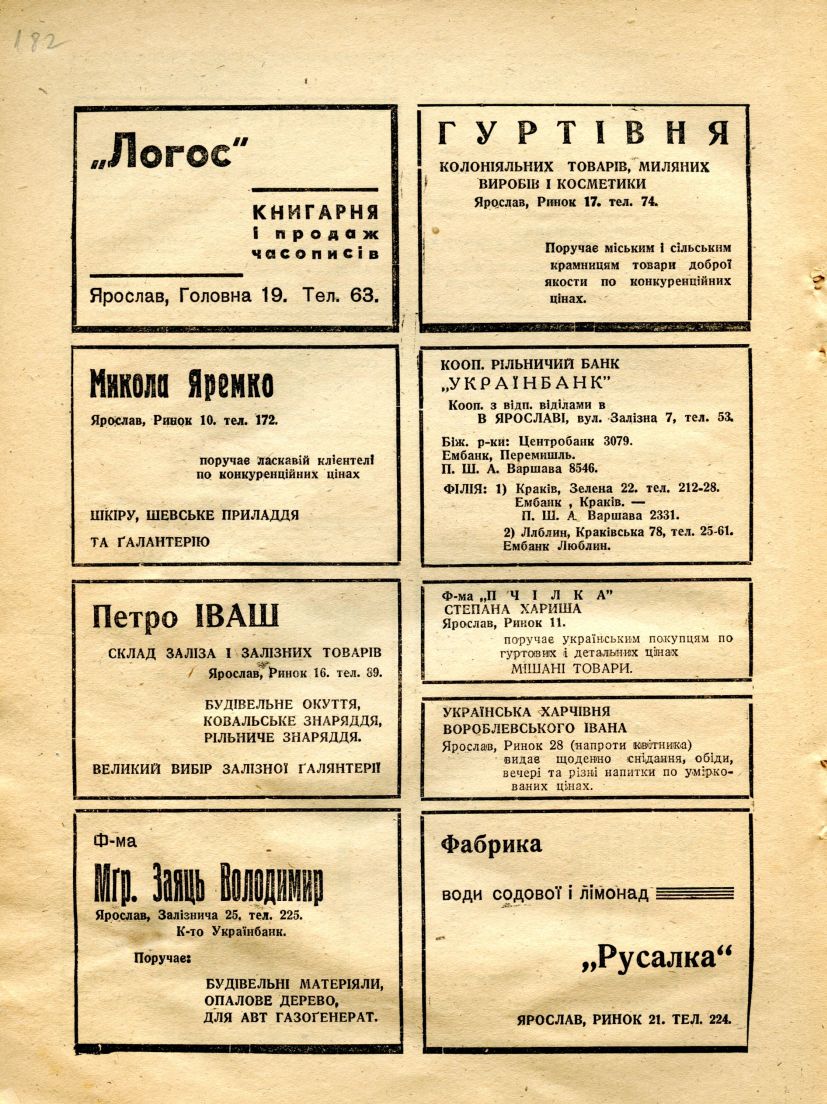 182
„Логос“
КНИГАРНЯ
і продаж
часописів
Ярослав, Головна 19. Тел. 63.
ГУРТІВНЯ
КОЛОНІЯЛЬНИХ ТОВАРІВ, МИЛЯНИХ
ВИРОБІВ І КОСМЕТИКИ
Ярослав, Ринок 17. тел. 74.
Поручає міським і сільським
крамницям товари доброї
якости по конкуренційних
цінах.
Микола Яремко
Ярослав, Ринок 10. тел. 172.
поручає ласкавій клієнтелі
по конкуренційних цінах
ШКІРУ, ШЕВСЬКЕ ПРИЛАДДЯ
ТА ҐАЛАНТЕРІЮ
КООП. РІЛЬНИЧИЙ БАНК
„УКРАЇНБАНК”
Кооп. з відп. віділами в
В ЯРОСЛАВІ, вул. Залізна 7, тел. 53.
Біж. р-ки: Центробанк 3079.
Ембанк, Перемишль.
П. Ш. А. Варшава 8546.
ФІЛІЯ: 1) Краків, Зелена 22. тел. 212-28.
Ембанк , Краків. —
П. Ш. А. Варшава 2331.
2) Ллблин, Краківська 78, тел. 25-61.
Ембанк Люблин.
Петро ІВАШ
СКЛАД ЗАЛІЗА І ЗАЛІЗНИХ ТОВАРІВ
Ярослав, Ринок 16. тел. 89.
БУДІВЕЛЬНЕ ОКУТТЯ,
КОВАЛЬСЬКЕ ЗНАРЯДДЯ,
РІЛЬНИЧЕ ЗНАРЯДДЯ.
ВЕЛИКИЙ ВИБІР ЗАЛІЗНОЇ ҐАЛЯНТЕРІЇ
Ф-ма „ПЧІЛКА”
СТЕПАНА ХАРИША
Ярослав, Ринок 11.
поручає українським покупцям по
гуртових і детальних цінах
МІШАНІ ТОВАРИ.
УКРАЇНСЬКА ХАРЧІВНЯ
ВОРОБЛЕВСЬКОГО ІВАНА
Ярослав, Ринок 28 (напроти квітника)
видає щоденно снідання, обіди,
вечері та різні напитки по умірко-
ваних цінах.
Ф-ма
Мґр. Заяць Володимир
Ярослав, Залізнича 25, тел. 225.
К-то Українбанк.
Поручає:
БУДІВЕЛЬНІ МАТЕРІЯЛИ,
ОПАЛОВЕ ДЕРЕВО,
ДЛЯ АВТ ГАЗОҐЕНЕРАТ.
Фабрика
води содової і лімонад
„Русалка“
ЯРОСЛАВ, РИНОК 21. ТЕЛ. 224.